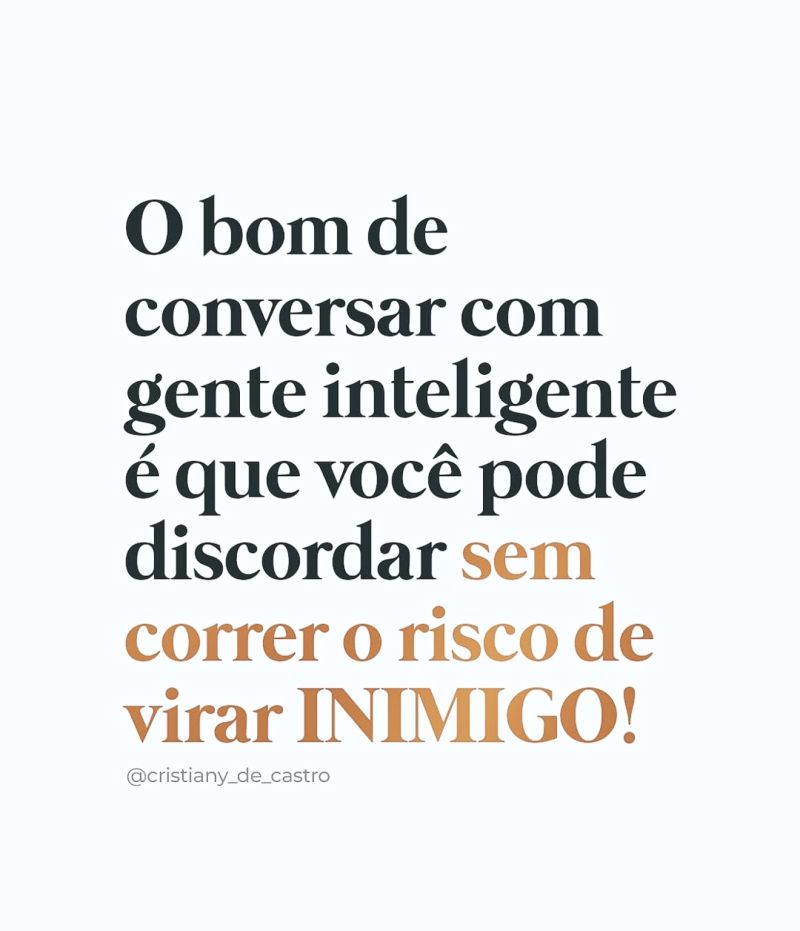 O bom de
conversar com
gente inteligente
é que você pode
discordar sem
correr o risco de
virar INIMIGO!
@cristiany_de_castro